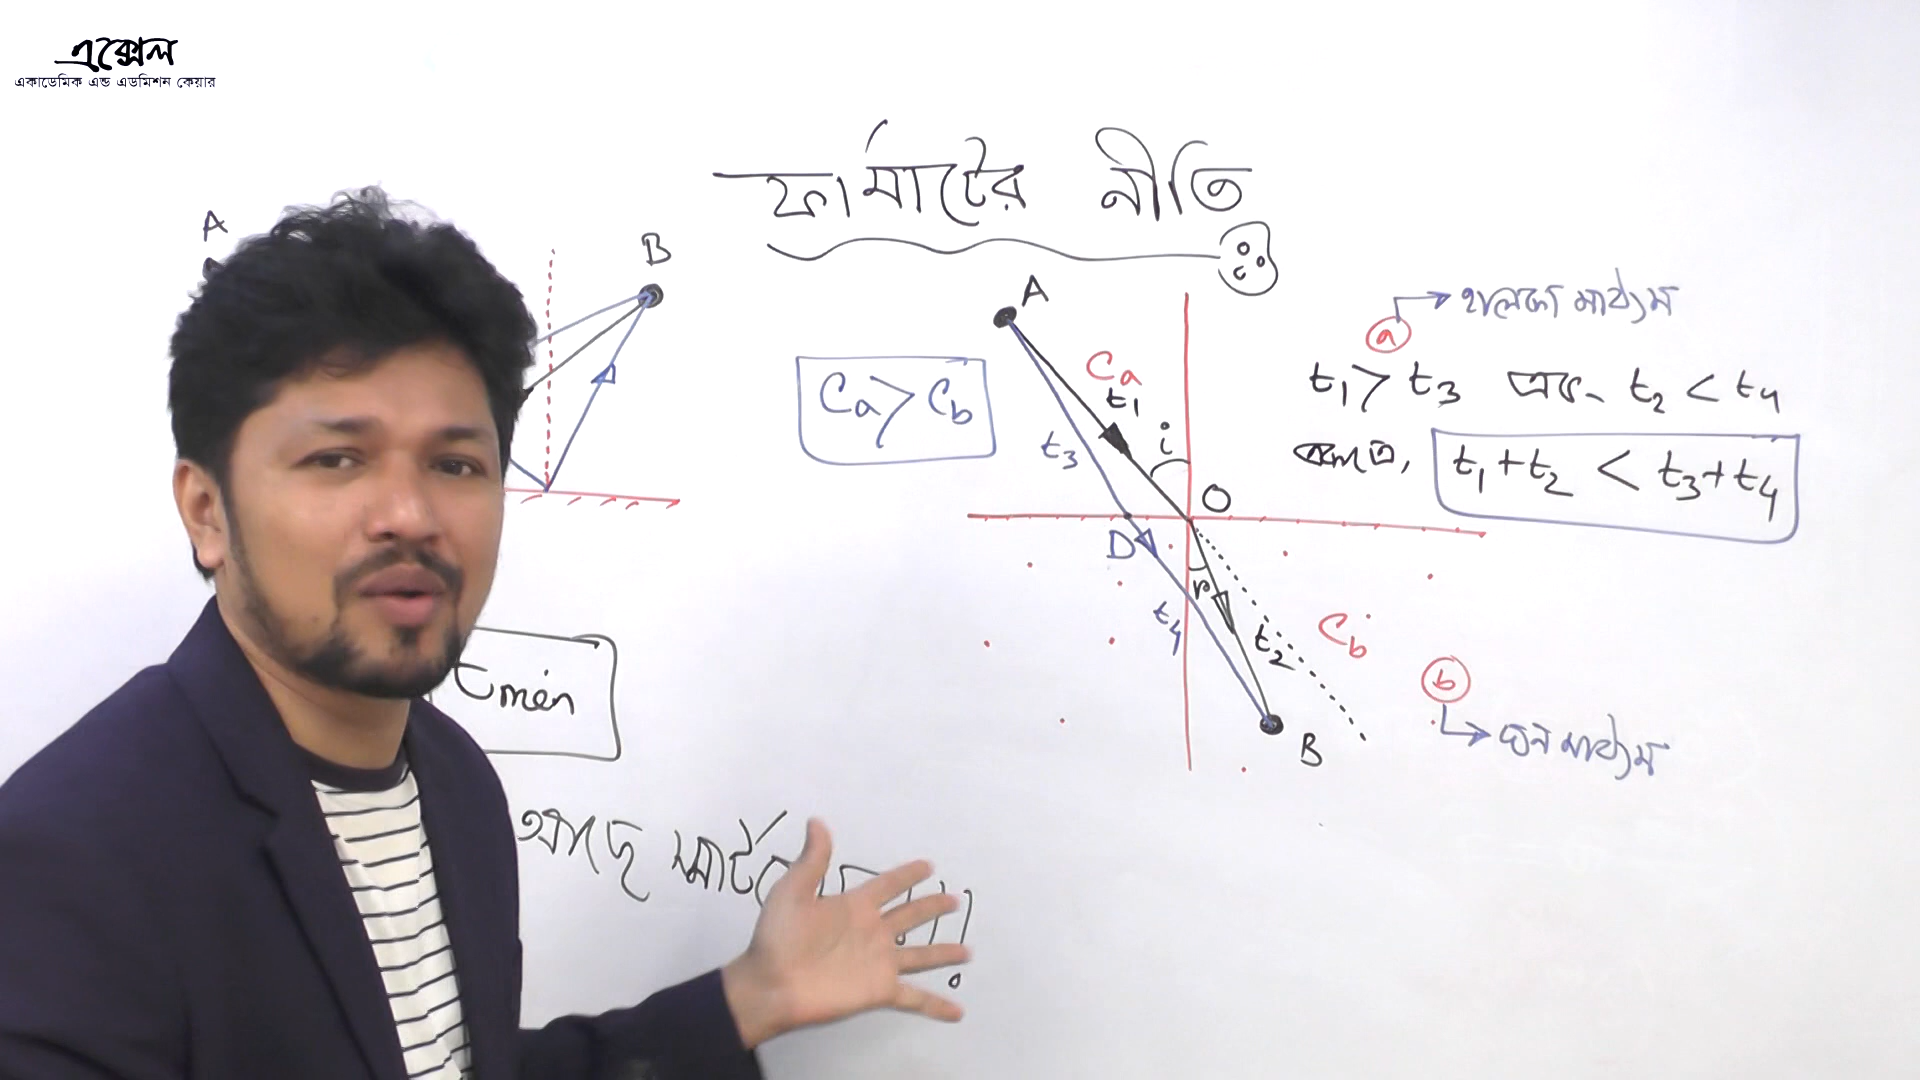 এক্সেল
একাডেমিক এন্ড এডমিশন কেয়ার
ফার্মাটের নীতি
A
B
tmin
আছে
Ca > Cb
A
Ca
t1
t3
i
O
D
r
t4
t2
Cb
B
a → হালকা মাধ্যম
t1 > t3 এবং t2 < t4
t1 + t2 < t3 + t4
b
→ ঘন মাধ্যম